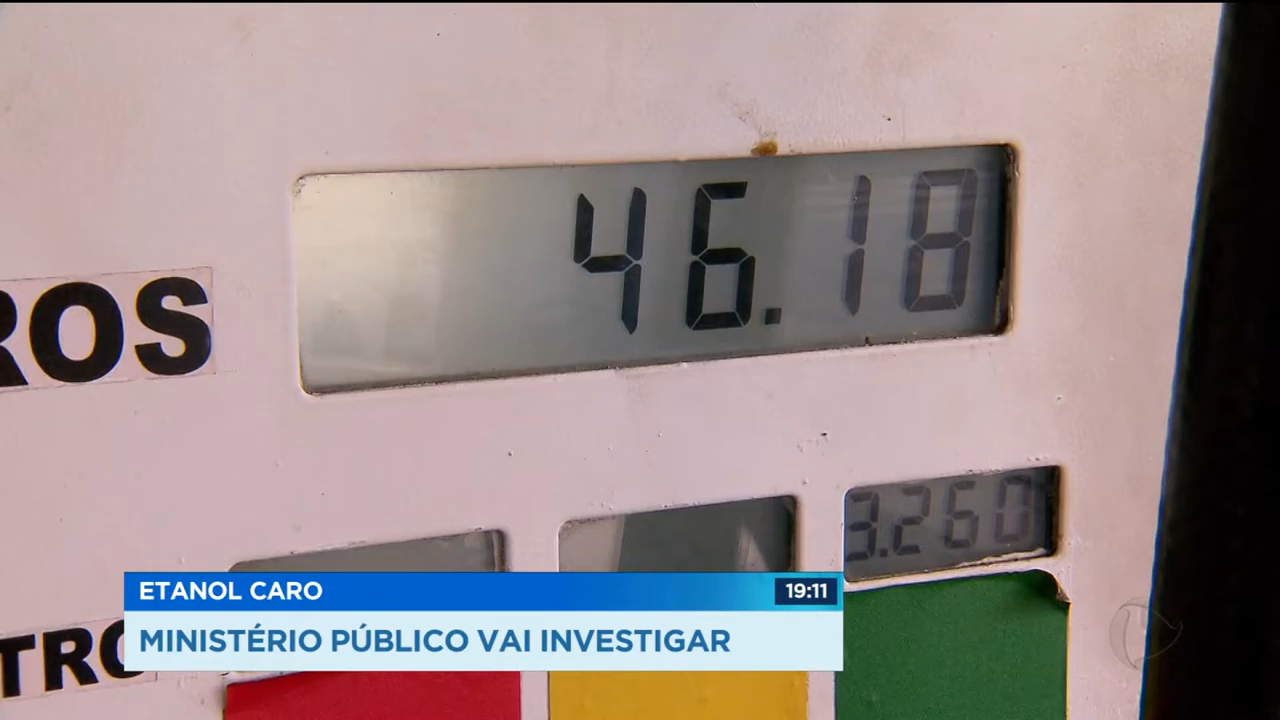 46.18
ROS
3.260
ETANOL CARO
19:11
MINISTÉRIO PÚBLICO VAI INVESTIGAR
TRO